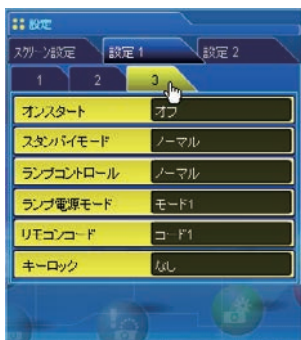 設定
スクリーン設定 設定 1 設定 2
1 2 3
オンスタート オフ
スタンバイモード ノーマル
ランプコントロール ノーマル
ランプ電源モード モード1
リモコンコード コード1
キーロック なし